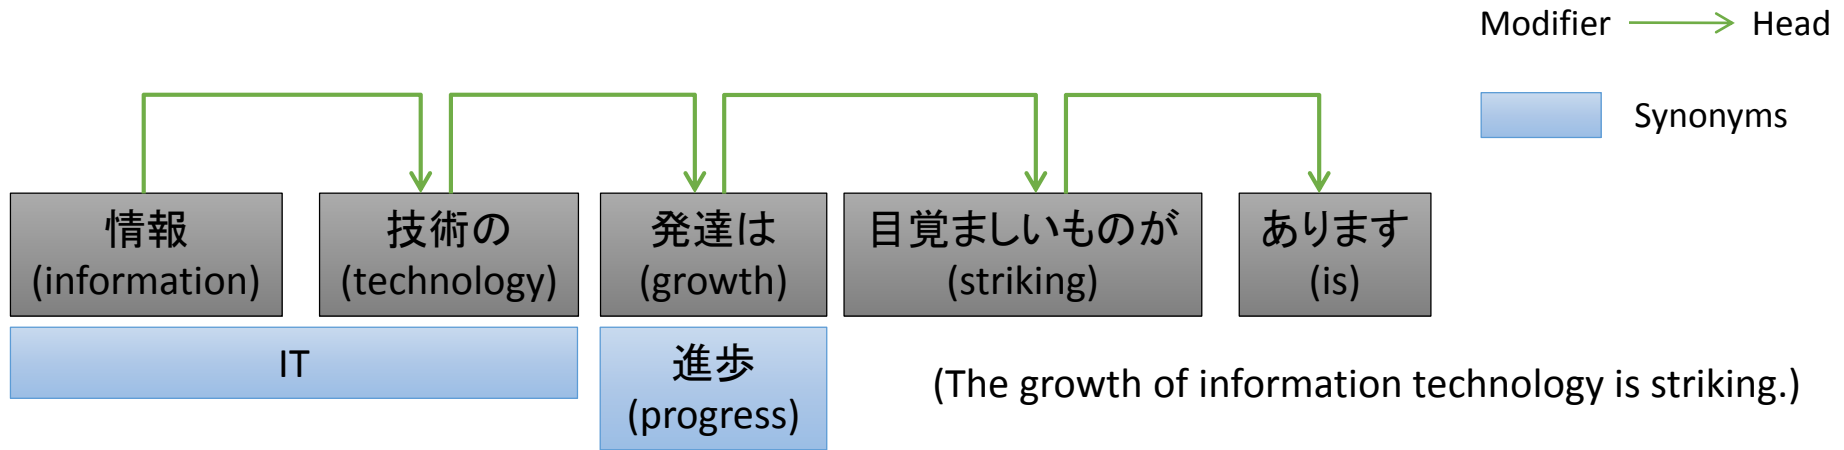 Modifier Head
Synonyms
情報 技術の 発達は 目覚ましいものが あります
(information) (technology) (growth) (striking) (is)
IT
進歩
(progress)
(The growth of information technology is striking.)